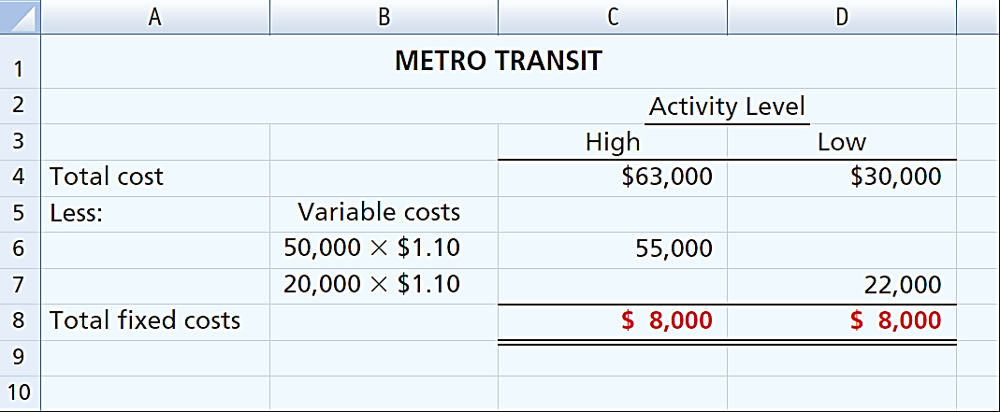 A B C D
1 METRO TRANSIT
2 Activity Level
3 High Low
4 Total cost $63,000 $30,000
5 Less: Variable costs
6 50,000 × $1.10 55,000
7 20,000 × $1.10 22,000
8 Total fixed costs $ 8,000 $ 8,000
9
10